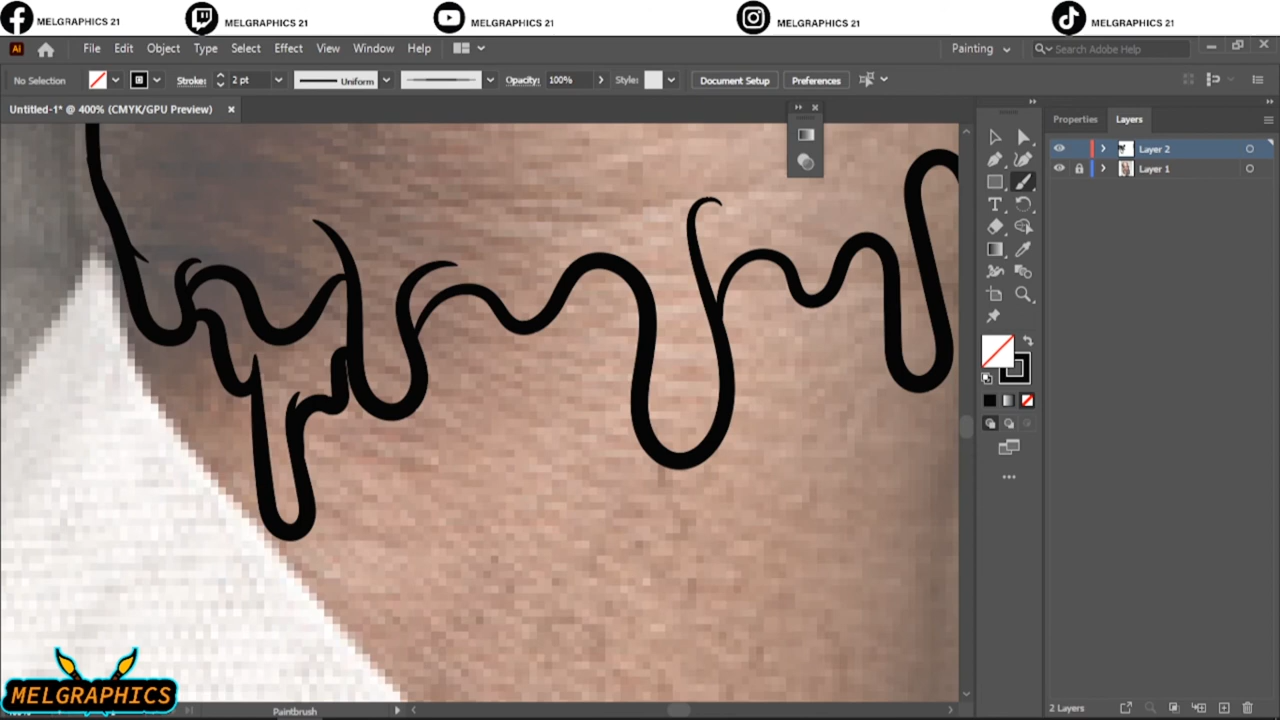 MELGRAPHICS 21 MELGRAPHICS 21 MELGRAPHICS 21 MELGRAPHICS 21 MELGRAPHICS 21
Ai File Edit Object Type Select Effect View Window Help Painting Search Adobe Help
No Selection Stroke: 2 pt Uniform Opacity: 100% Style: Document Setup Preferences
Untitled-1* @ 400% (CMYK/GPU Preview)
Properties Layers
Layer 2
Layer 1
MELGRAPHICS
Paintbrush
2 Layers